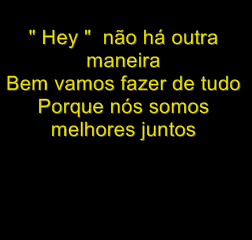 " Hey "  não há outra
maneira
Bem vamos fazer de tudo
Porque nós somos
melhores juntos